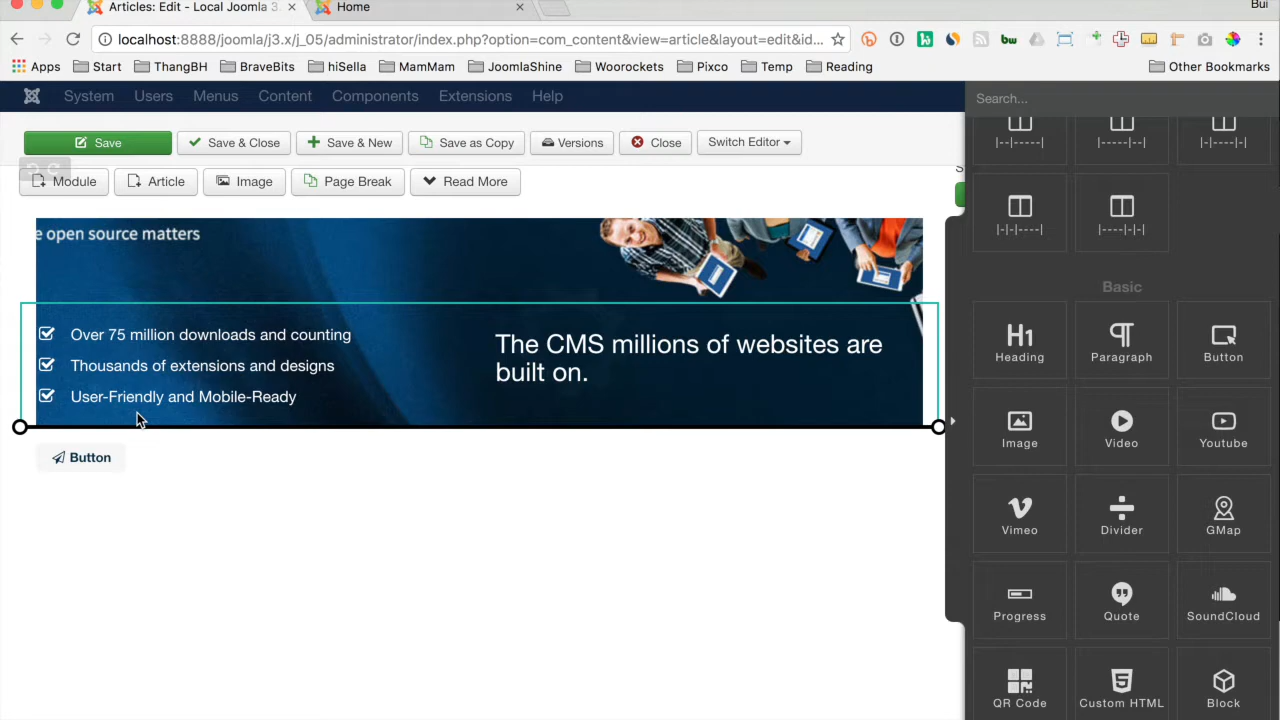 Articles: Edit - Local Joomla 3.
Home
Bui
localhost:8888/joomla/j3.x/j_05/administrator/index.php?option=com_content&view=article&layout=edit&id...
Apps Start ThangBH BraveBits hiSella MamMam JoomlaShine Woorockets Pixco Temp Reading Other Bookmarks
System Users Menus Content Components Extensions Help
Search...
Save Save & Close Save & New Save as Copy Versions Close Switch Editor
Module Article Image Page Break Read More
|--|-----| |-----|--| |----|----|-|
|-|-|----| |----|-|-|
e open source matters
Over 75 million downloads and counting
Thousands of extensions and designs
User-Friendly and Mobile-Ready
The CMS millions of websites are
built on.
Button
Basic
H1
Heading Paragraph Button
Image Video Youtube
Vimeo Divider GMap
Progress Quote SoundCloud
QR Code Custom HTML Block